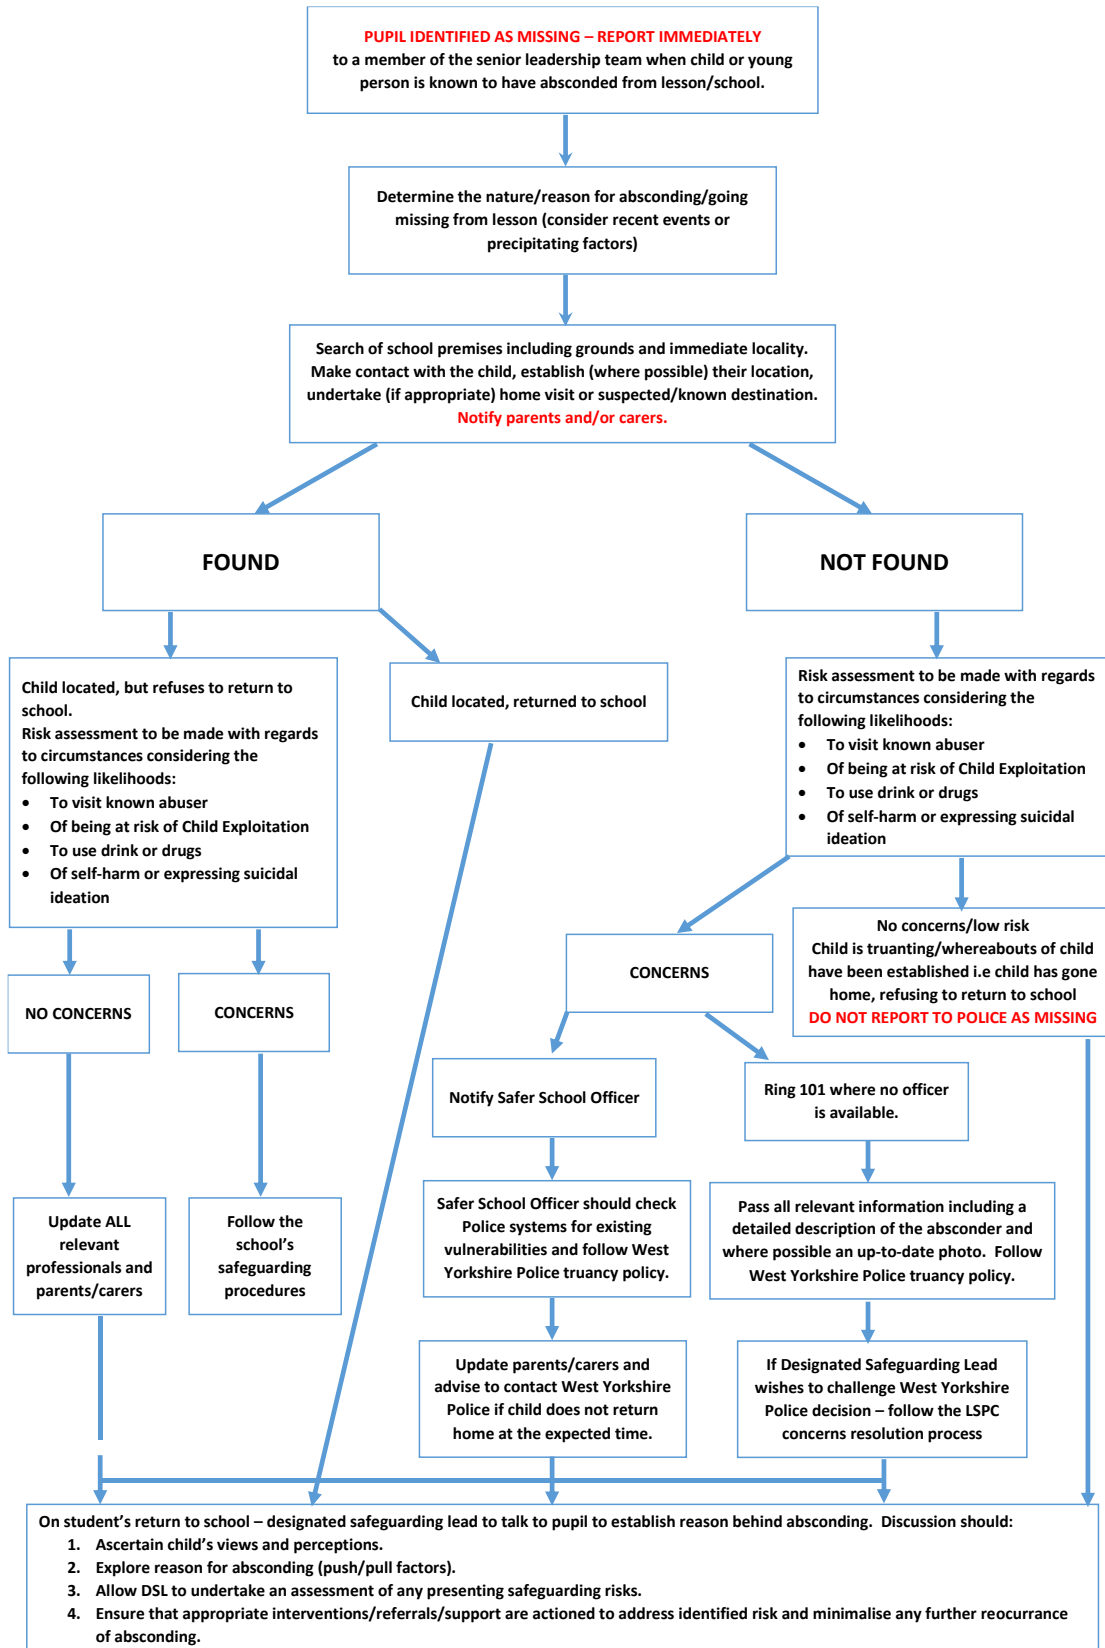 PUPIL IDENTIFIED AS MISSING – REPORT IMMEDIATELY
to a member of the senior leadership team when child or young
person is known to have absconded from lesson/school.
Determine the nature/reason for absconding/going
missing from lesson (consider recent events or
precipitating factors)
Search of school premises including grounds and immediate locality.
Make contact with the child, establish (where possible) their location,
undertake (if appropriate) home visit or suspected/known destination.
Notify parents and/or carers.
FOUND
NOT FOUND
Child located, but refuses to return to
school.
Risk assessment to be made with regards
to circumstances considering the
following likelihoods:
• To visit known abuser
• Of being at risk of Child Exploitation
• To use drink or drugs
• Of self-harm or expressing suicidal
ideation
Child located, returned to school
Risk assessment to be made with regards
to circumstances considering the
following likelihoods:
• To visit known abuser
• Of being at risk of Child Exploitation
• To use drink or drugs
• Of self-harm or expressing suicidal
ideation
NO CONCERNS
CONCERNS
CONCERNS
No concerns/low risk
Child is truanting/whereabouts of child
have been established i.e child has gone
home, refusing to return to school
DO NOT REPORT TO POLICE AS MISSING
Notify Safer School Officer
Ring 101 where no officer
is available.
Update ALL
relevant
professionals and
parents/carers
Follow the
school's
safeguarding
procedures
Safer School Officer should check
Police systems for existing
vulnerabilities and follow West
Yorkshire Police truancy policy.
Pass all relevant information including a
detailed description of the absconder and
where possible an up-to-date photo. Follow
West Yorkshire Police truancy policy.
Update parents/carers and
advise to contact West Yorkshire
Police if child does not return
home at the expected time.
If Designated Safeguarding Lead
wishes to challenge West Yorkshire
Police decision – follow the LSPC
concerns resolution process
On student's return to school – designated safeguarding lead to talk to pupil to establish reason behind absconding. Discussion should:
1. Ascertain child's views and perceptions.
2. Explore reason for absconding (push/pull factors).
3. Allow DSL to undertake an assessment of any presenting safeguarding risks.
4. Ensure that appropriate interventions/referrals/support are actioned to address identified risk and minimalise any further reocurrance
of absconding.